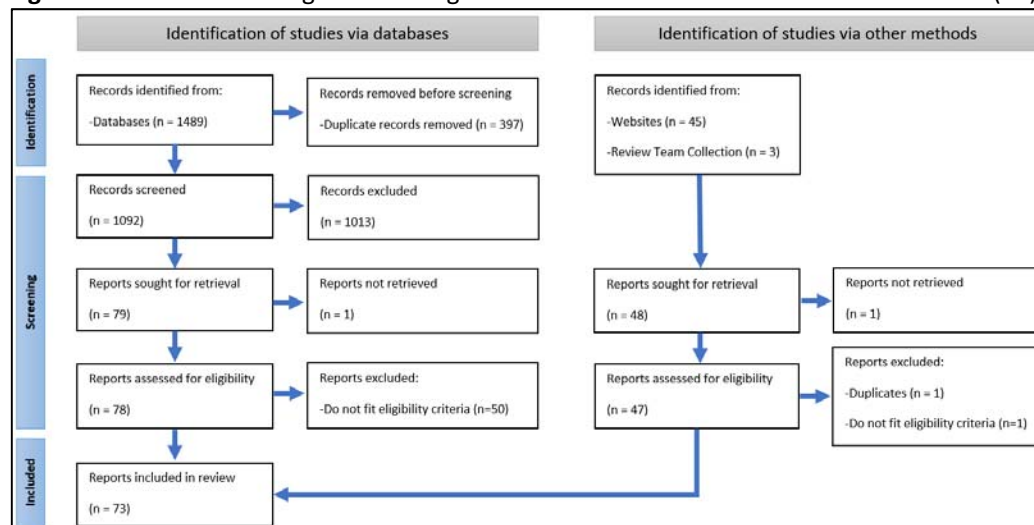 Identification of studies via databases
Identification of studies via other methods
Identification
Records identified from:
-Databases (n = 1489)
Records removed before screening
-Duplicate records removed (n = 397)
Records identified from:
-Websites (n = 45)
-Review Team Collection (n = 3)
Screening
Records screened
(n = 1092)
Records excluded
(n = 1013)
Reports sought for retrieval
(n = 79)
Reports not retrieved
(n = 1)
Reports sought for retrieval
(n = 48)
Reports not retrieved
(n = 1)
Reports assessed for eligibility
(n = 78)
Reports excluded:
-Do not fit eligibility criteria (n=50)
Reports assessed for eligibility
(n = 47)
Reports excluded:
-Duplicates (n = 1)
-Do not fit eligibility criteria (n=1)
Included
Reports included in review
(n = 73)